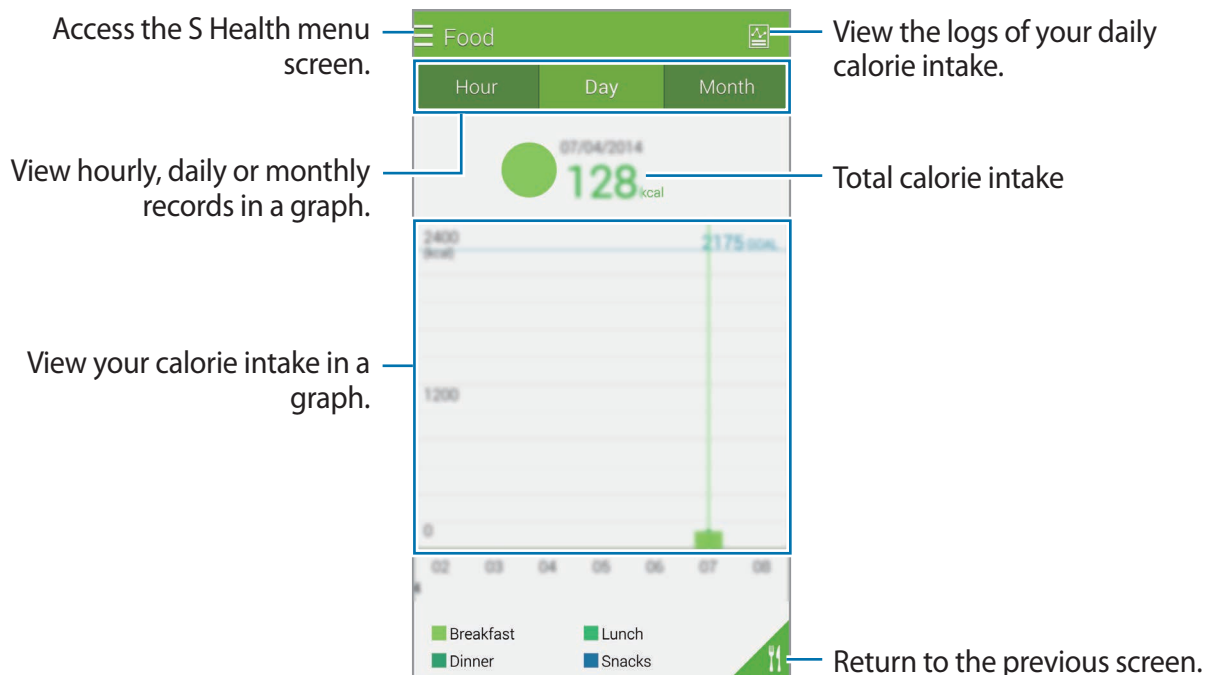 Access the S Health menu
screen.
Food
View the logs of your daily
calorie intake.
Hour Day Month
View hourly, daily or monthly
records in a graph.
07/04/2014
128 kcal
Total calorie intake
2400
(kcal)
2175 GOAL
View your calorie intake in a
graph.
1200
0
02 03 04 05 06 07 08
Breakfast Lunch
Dinner Snacks
Return to the previous screen.